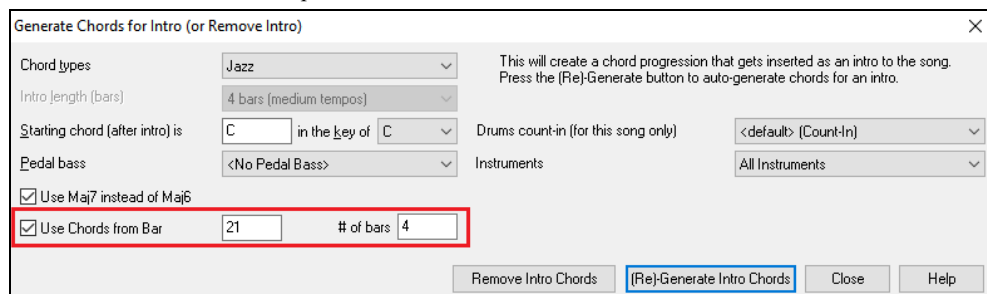 Generate Chords for Intro (or Remove Intro)
Chord types
Jazz
This will create a chord progression that gets inserted as an intro to the song.
Press the (Re)-Generate button to auto-generate chords for an intro.
Intro length (bars)
4 bars (medium tempos)
Starting chord (after intro) is
C
in the key of
C
Drums count-in (for this song only)
<default> (Count-In)
Pedal bass
<No Pedal Bass>
Instruments
All Instruments
Use Maj7 instead of Maj6
Use Chords from Bar
21
# of bars
4
Remove Intro Chords
(Re)-Generate Intro Chords
Close
Help